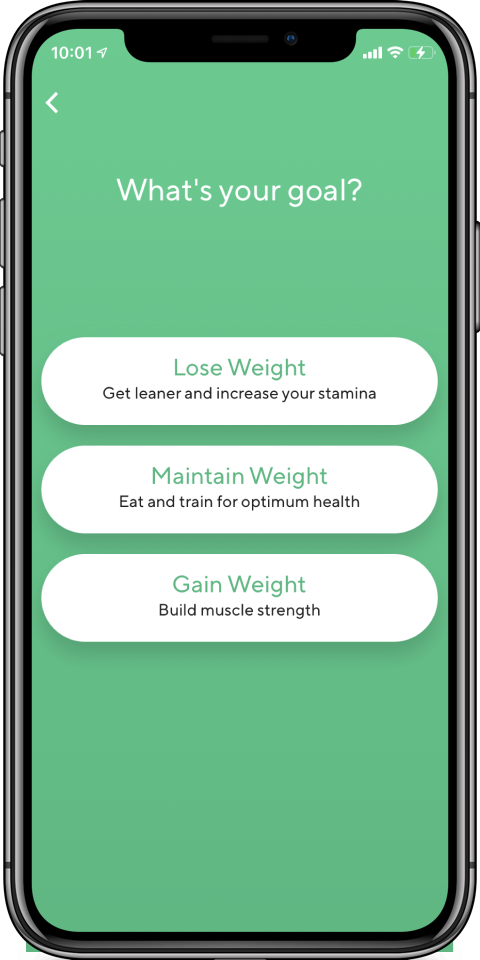 10:01
What's your goal?
Lose Weight
Get leaner and increase your stamina
Maintain Weight
Eat and train for optimum health
Gain Weight
Build muscle strength